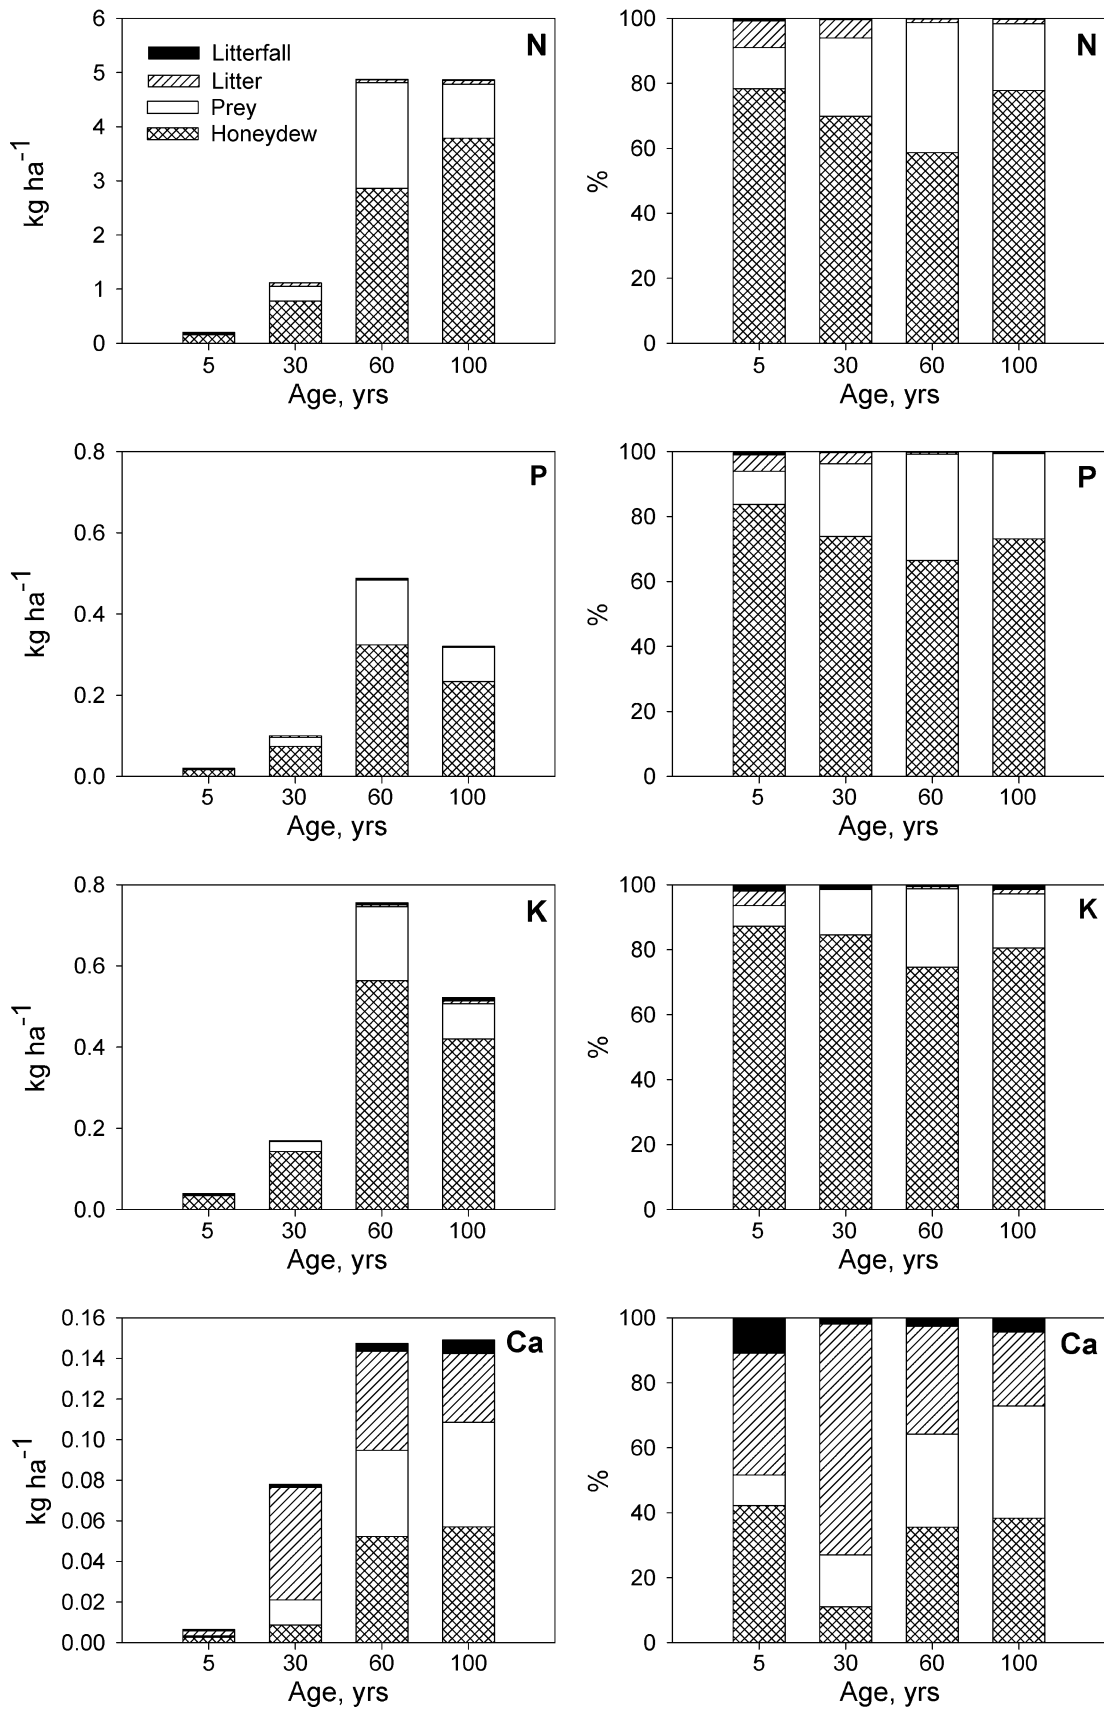 6
5
4
3
2
1
0
kg ha-1
Litterfall
Litter
Prey
Honeydew
N
5 30 60 100
Age, yrs
100
80
60
40
20
0
%
N
5 30 60 100
Age, yrs
0.8
0.6
0.4
0.2
0.0
kg ha-1
P
5 30 60 100
Age, yrs
100
80
60
40
20
0
%
P
5 30 60 100
Age, yrs
0.8
0.6
0.4
0.2
0.0
kg ha-1
K
5 30 60 100
Age, yrs
100
80
60
40
20
0
%
K
5 30 60 100
Age, yrs
0.16
0.14
0.12
0.10
0.08
0.06
0.04
0.02
0.00
kg ha-1
Ca
5 30 60 100
Age, yrs
100
80
60
40
20
0
%
Ca
5 30 60 100
Age, yrs